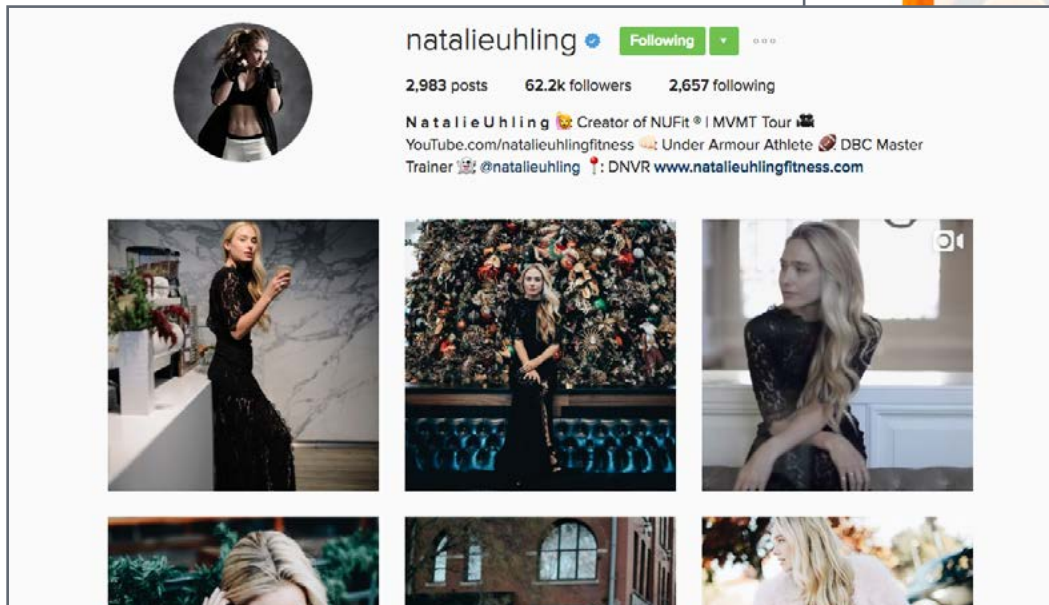 natalieuhling Following
2,983 posts 62.2k followers 2,657 following
N a t a l i e U h l i n g 🙋 Creator of NUFit ® I MVMT Tour 🎥
YouTube.com/natalieuhlingfitness 👊🏻: Under Armour Athlete 🏈 DBC Master
Trainer 👻: @natalieuhling 📍: DNVR www.natalieuhlingfitness.com